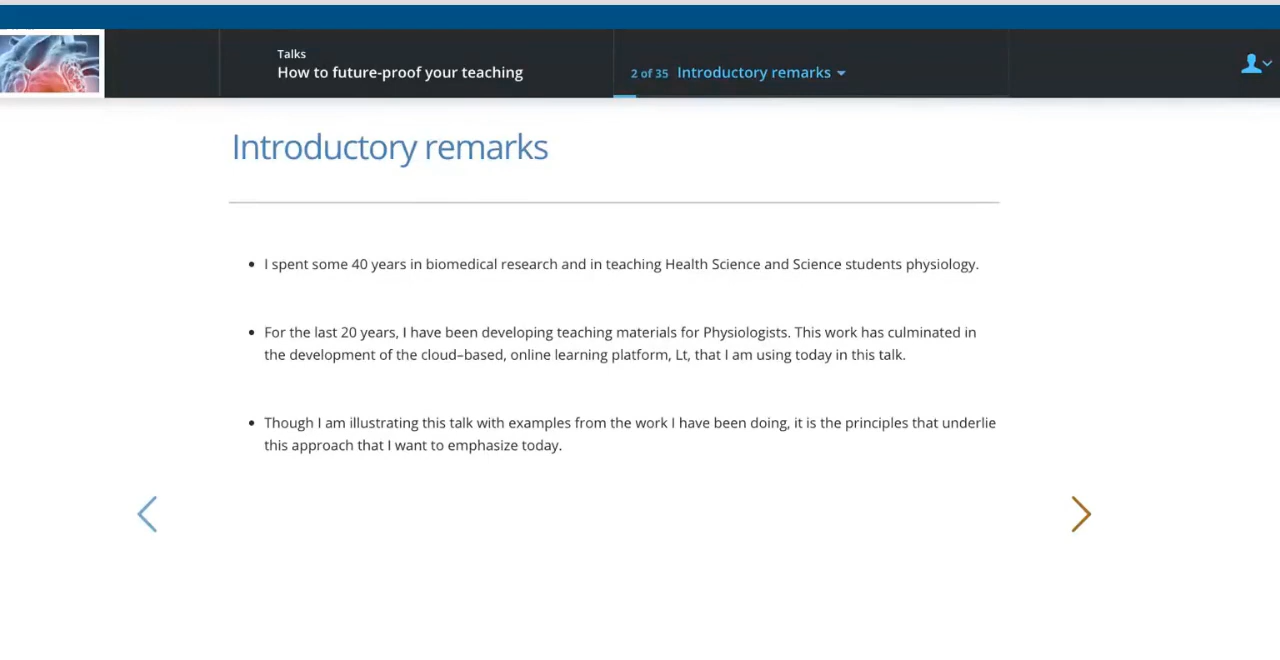 Talks
How to future-proof your teaching
2 of 35 Introductory remarks
Introductory remarks
• I spent some 40 years in biomedical research and in teaching Health Science and Science students physiology.
• For the last 20 years, I have been developing teaching materials for Physiologists. This work has culminated in
the development of the cloud–based, online learning platform, Lt, that I am using today in this talk.
• Though I am illustrating this talk with examples from the work I have been doing, it is the principles that underlie
this approach that I want to emphasize today.